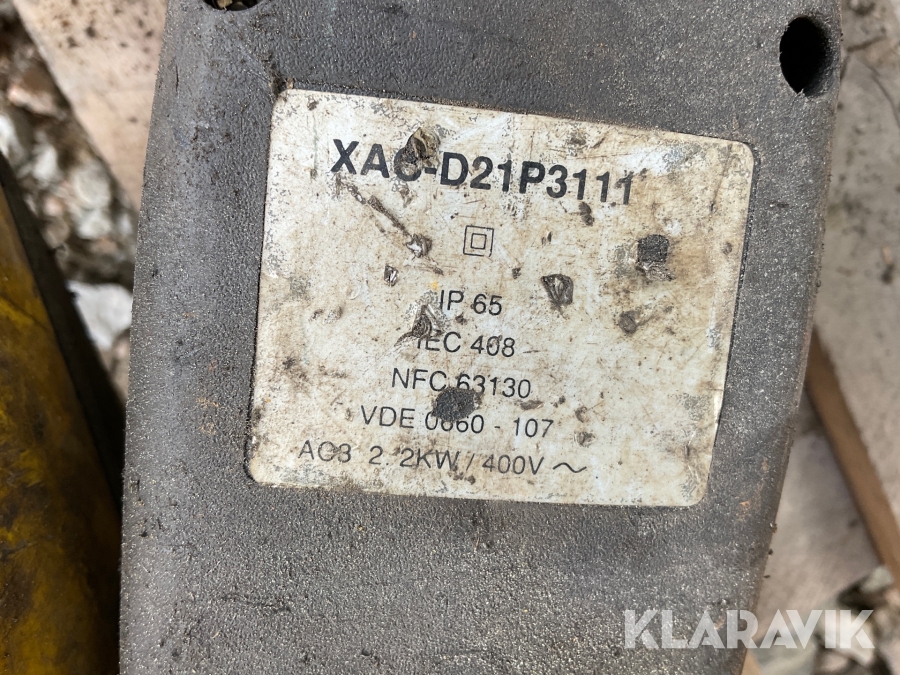 XAC-D21P3111
IP 65
IEC 408
NFC 63130
VDE 0660 - 107
AC3 2.2KW / 400V ~
KLARAVIK